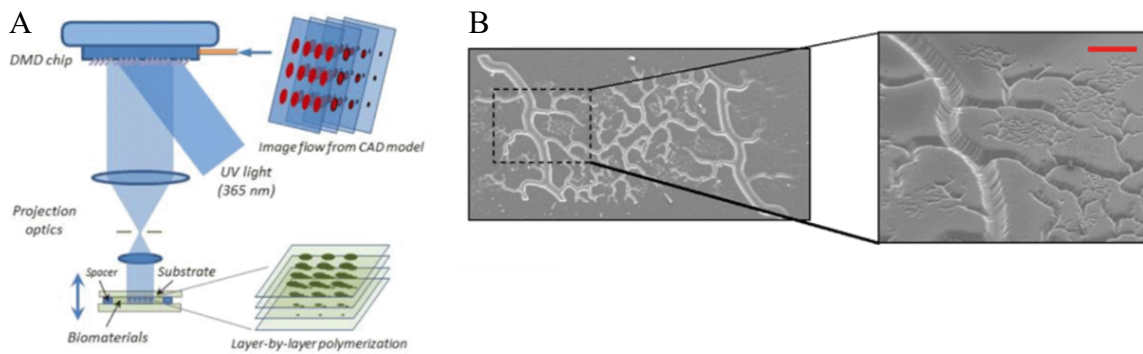 A
DMD chip
Image flow from CAD model
UV light
(365 nm)
Projection
optics
Spacer
Substrate
Biomaterials
Layer-by-layer polymerization
B